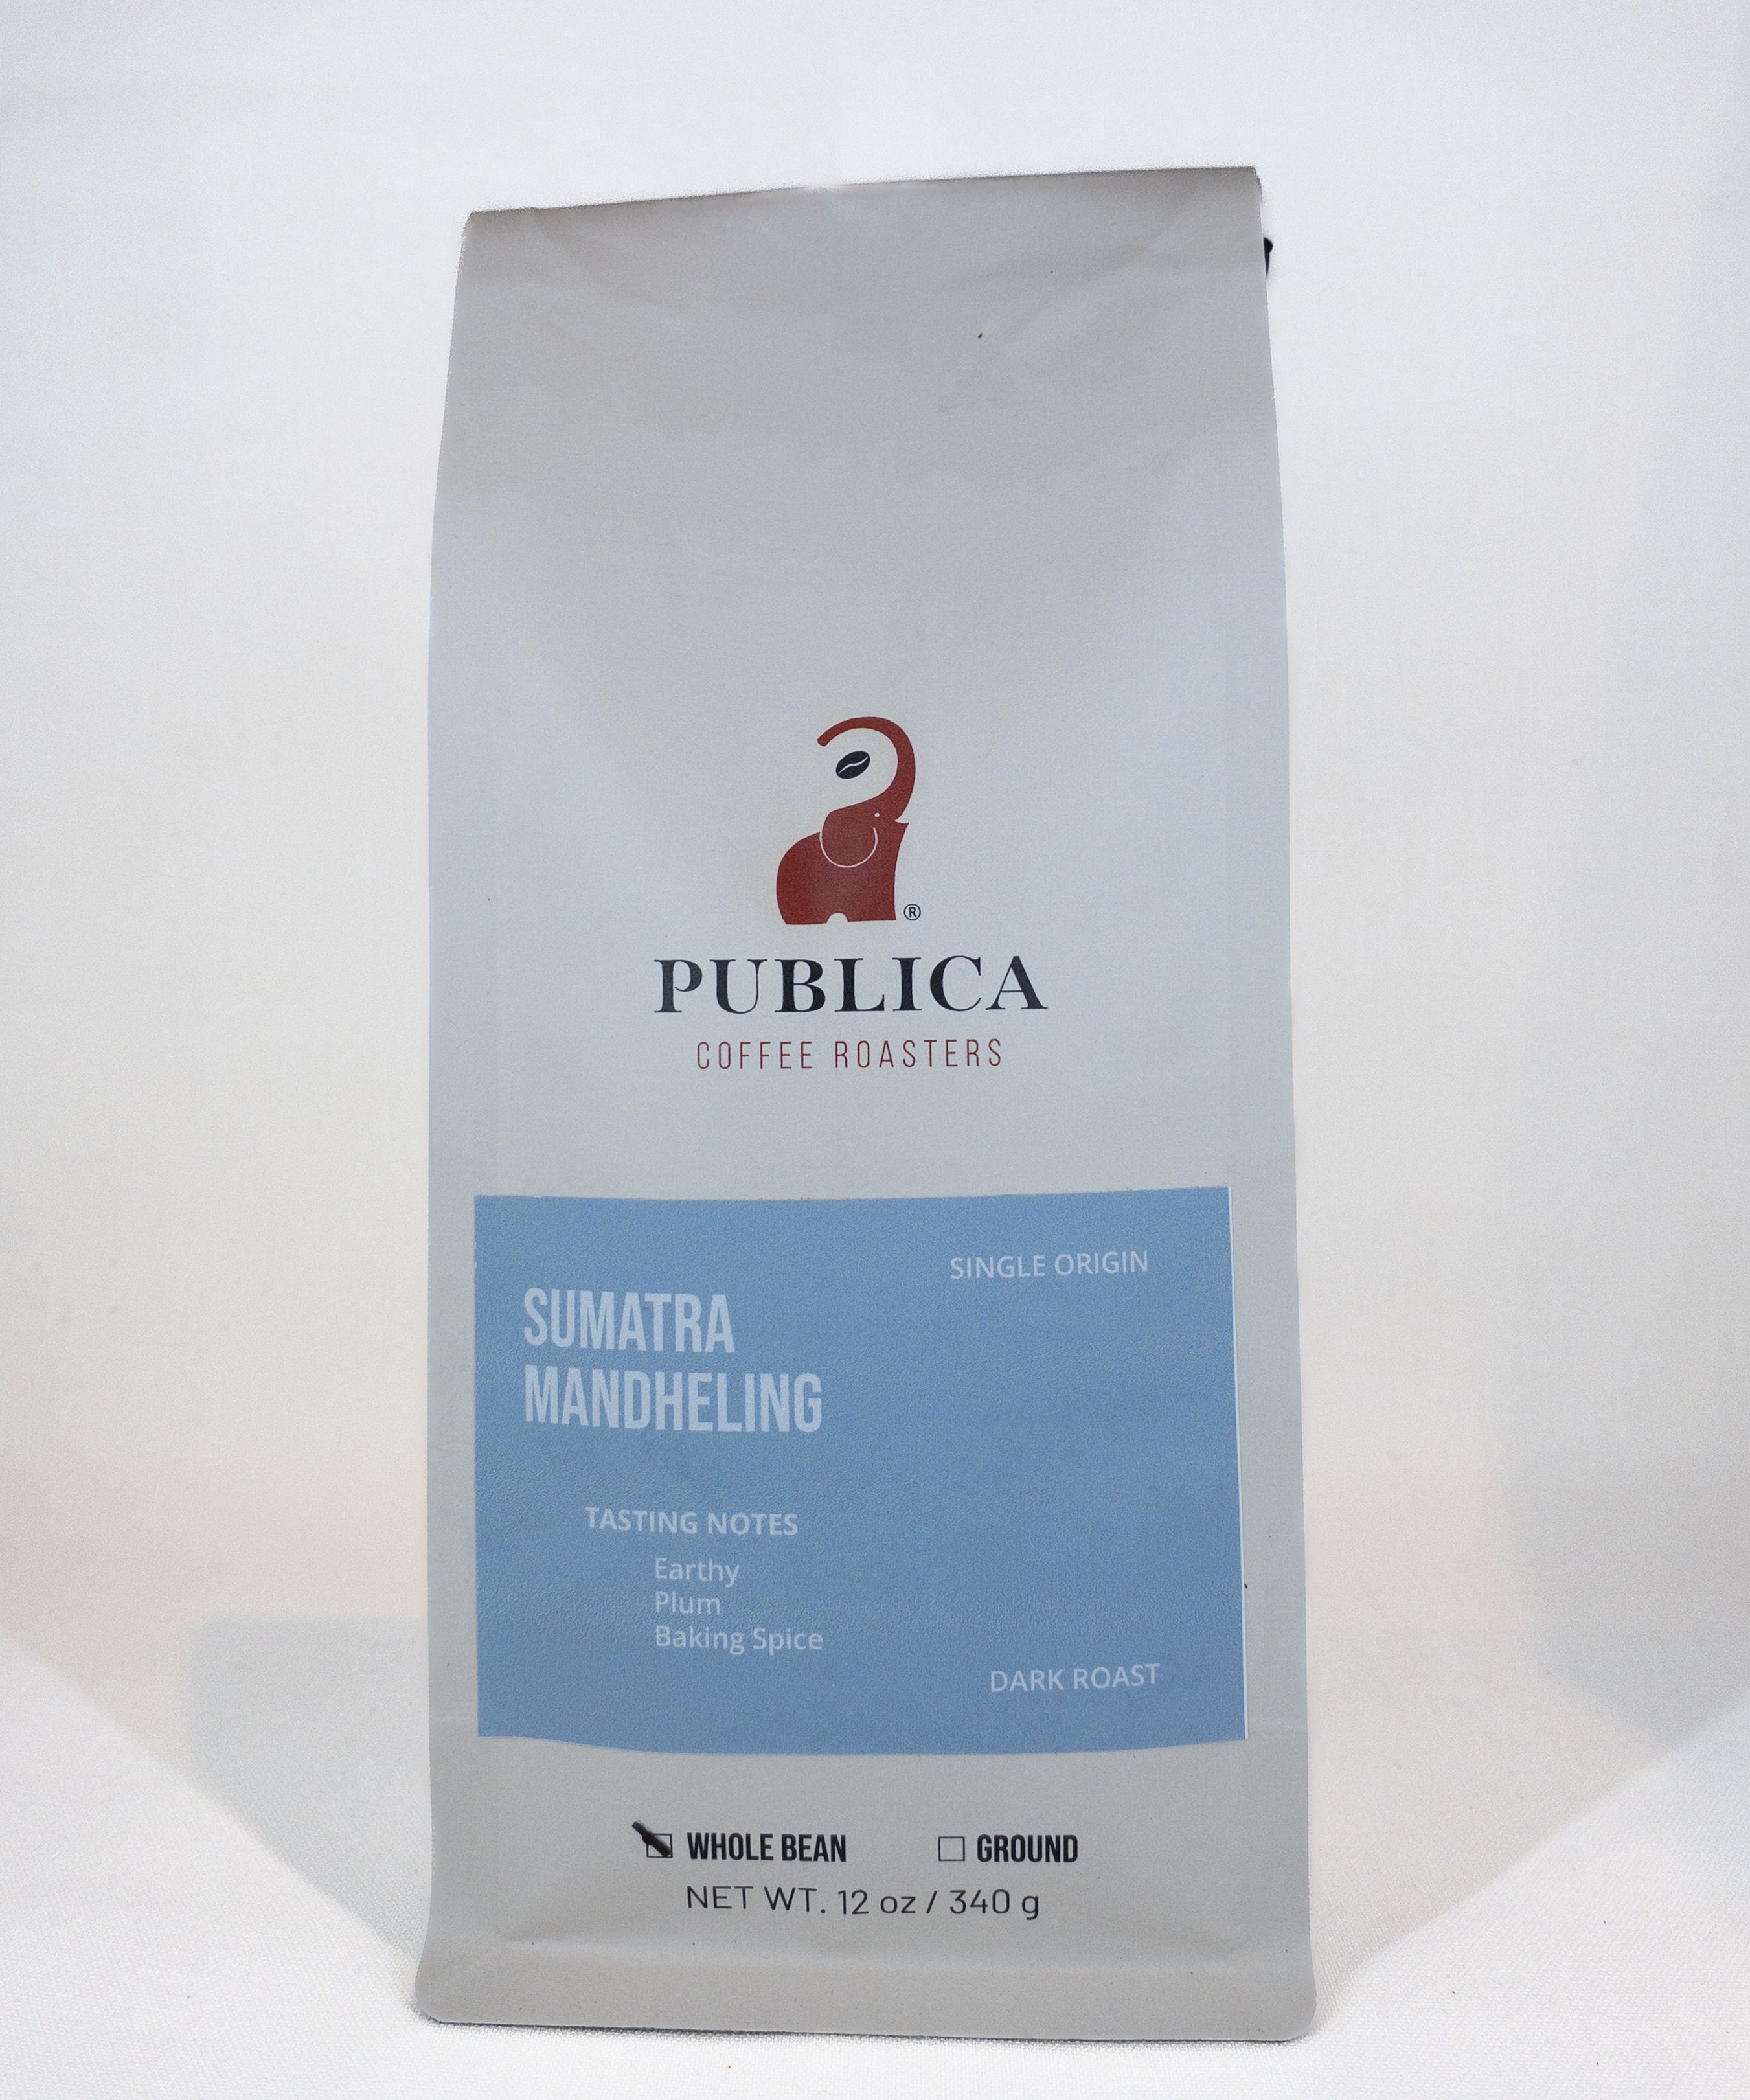 ®
PUBLICA
COFFEE ROASTERS
SINGLE ORIGIN
SUMATRA
MANDHELING
TASTING NOTES
Earthy
Plum
Baking Spice
DARK ROAST
WHOLE BEAN GROUND
NET WT. 12 oz / 340 g